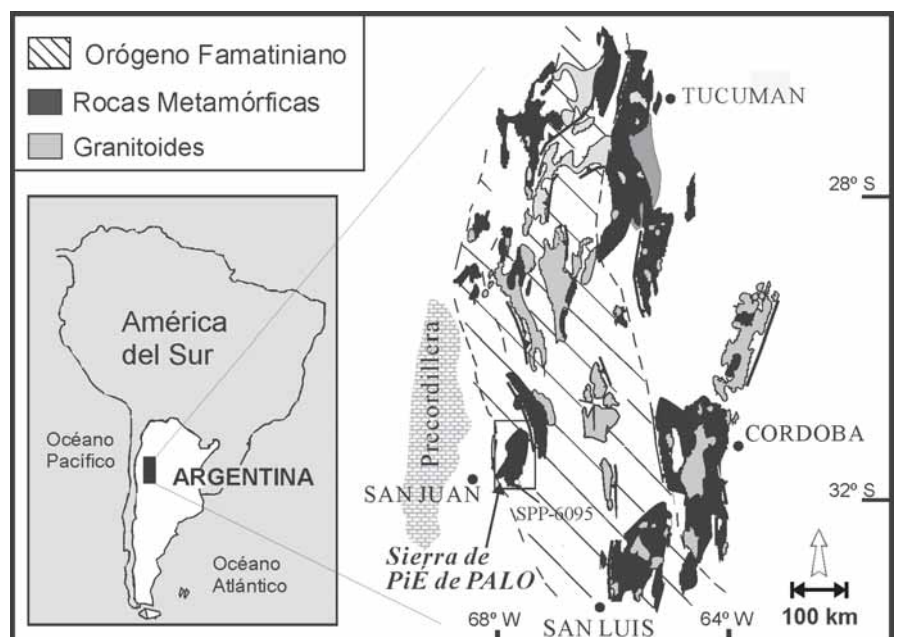 Orógeno Famatiniano
Rocas Metamórficas
Granitoides
América
del Sur
Océano
Pacífico
ARGENTINA
Océano
Atlántico
TUCUMAN
28º S
Precordillera
CORDOBA
SAN JUAN
SPP-6095
32º S
Sierra de
PiÉ de PALO
68º W
SAN LUIS
64º W
100 km